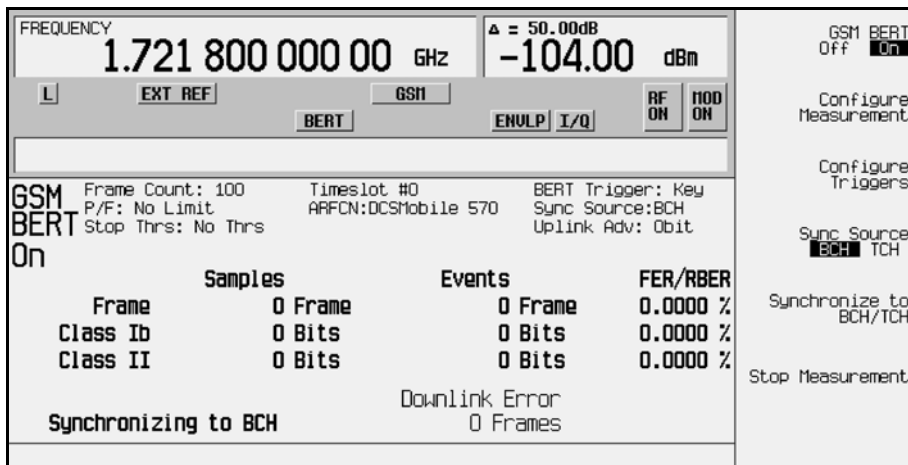 FREQUENCY
1.721 800 000 00 GHz
Δ = 50.00dB
-104.00 dBm
L EXT REF GSM
BERT ENVLP I/Q
RF ON MOD ON
GSM BERT On
Frame Count: 100 Timeslot #0 BERT Trigger: Key
P/F: No Limit ARFCN:DCSMobile 570 Sync Source:BCH
Stop Thrs: No Thrs Uplink Adv: 0bit
Samples Events FER/RBER
Frame 0 Frame 0 Frame 0.0000 %
Class Ib 0 Bits 0 Bits 0.0000 %
Class II 0 Bits 0 Bits 0.0000 %
Downlink Error
Synchronizing to BCH 0 Frames
GSM BERT
Off On
Configure
Measurement
Configure
Triggers
Sync Source
BCH TCH
Synchronize to
BCH/TCH
Stop Measurement